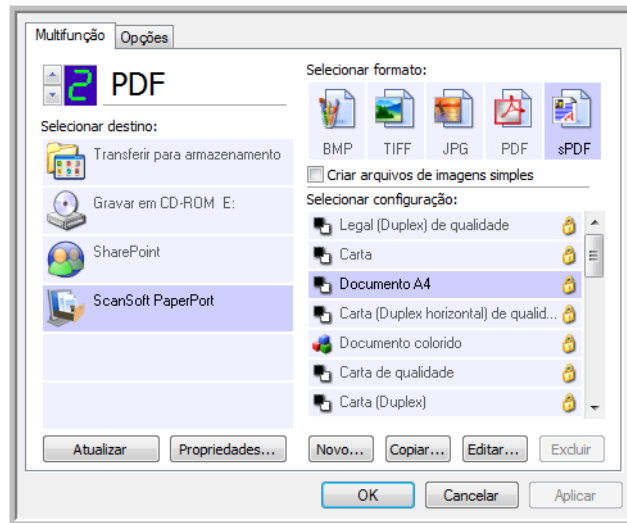 Multifunção
Opções
2
PDF
Selecionar destino:
Transferir para armazenamento
Gravar em CD-ROM E:
SharePoint
ScanSoft PaperPort
Atualizar
Propriedades...
Selecionar formato:
BMP TIFF JPG PDF sPDF
Criar arquivos de imagens simples
Selecionar configuração:
Legal (Duplex) de qualidade
Carta
Documento A4
Carta (Duplex horizontal) de qualid...
Documento colorido
Carta de qualidade
Carta (Duplex)
Novo... Copiar... Editar... Excluir
OK Cancelar Aplicar